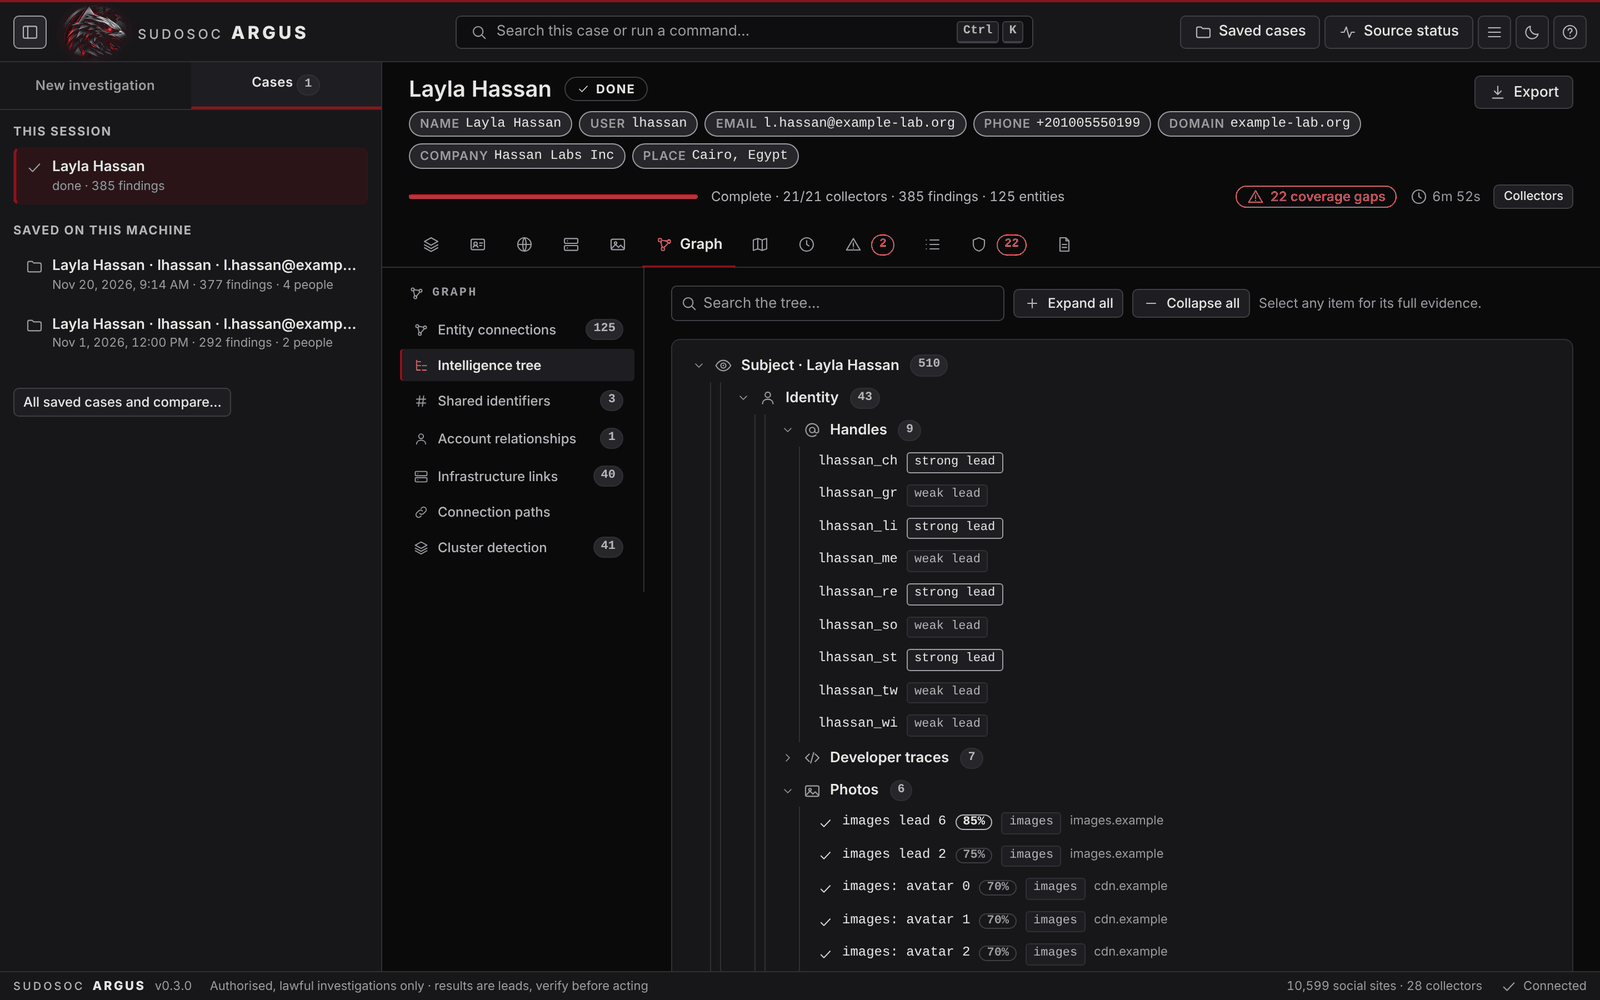 SUDOSOC ARGUS
Search this case or run a command...
Ctrl K
Saved cases
Source status
New investigation
Cases 1
THIS SESSION
Layla Hassan
done · 385 findings
SAVED ON THIS MACHINE
Layla Hassan · lhassan · l.hassan@examp...
Nov 20, 2026, 9:14 AM · 377 findings · 4 people
Layla Hassan · lhassan · l.hassan@examp...
Nov 1, 2026, 12:00 PM · 292 findings · 2 people
All saved cases and compare...
Layla Hassan
DONE
Export
NAME Layla Hassan
USER lhassan
EMAIL l.hassan@example-lab.org
PHONE +201005550199
DOMAIN example-lab.org
COMPANY Hassan Labs Inc
PLACE Cairo, Egypt
Complete · 21/21 collectors · 385 findings · 125 entities
22 coverage gaps
6m 52s
Collectors
Graph
2
22
GRAPH
Entity connections 125
Intelligence tree
Shared identifiers 3
Account relationships 1
Infrastructure links 40
Connection paths
Cluster detection 41
Search the tree...
Expand all
Collapse all
Select any item for its full evidence.
Subject · Layla Hassan 510
Identity 43
Handles 9
lhassan_ch strong lead
lhassan_gr weak lead
lhassan_li strong lead
lhassan_me weak lead
lhassan_re strong lead
lhassan_so weak lead
lhassan_st strong lead
lhassan_tw weak lead
lhassan_wi weak lead
Developer traces 7
Photos 6
images lead 6 85% images images.example
images lead 2 75% images images.example
images: avatar 0 70% images cdn.example
images: avatar 1 70% images cdn.example
images: avatar 2 70% images cdn.example
SUDOSOC ARGUS v0.3.0 Authorised, lawful investigations only · results are leads, verify before acting
10,599 social sites · 28 collectors
Connected